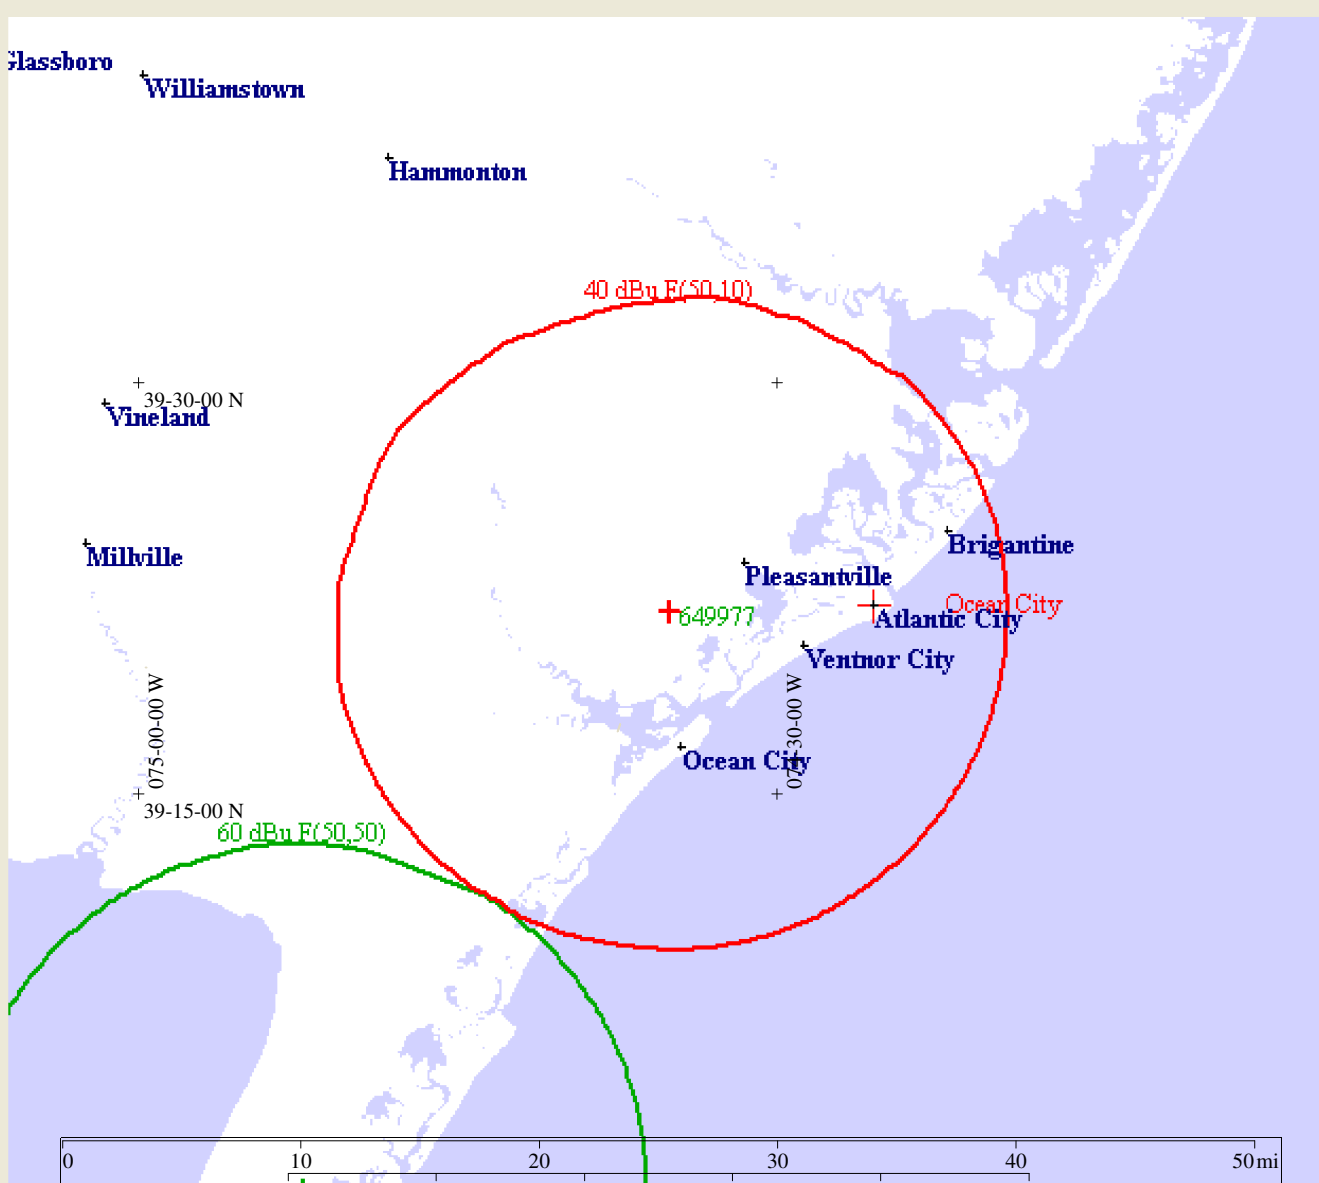 Glassboro
Williamstown
Hammonton
40 dBu F(50,10)
39-30-00 N
Vineland
Brigantine
Millville
Pleasantville
Ocean City
649977
Atlantic City
Ventnor City
075-00-00 W
Ocean City
39-15-00 N
60 dBu F(50,50)
0 10 20 30 40 50 mi